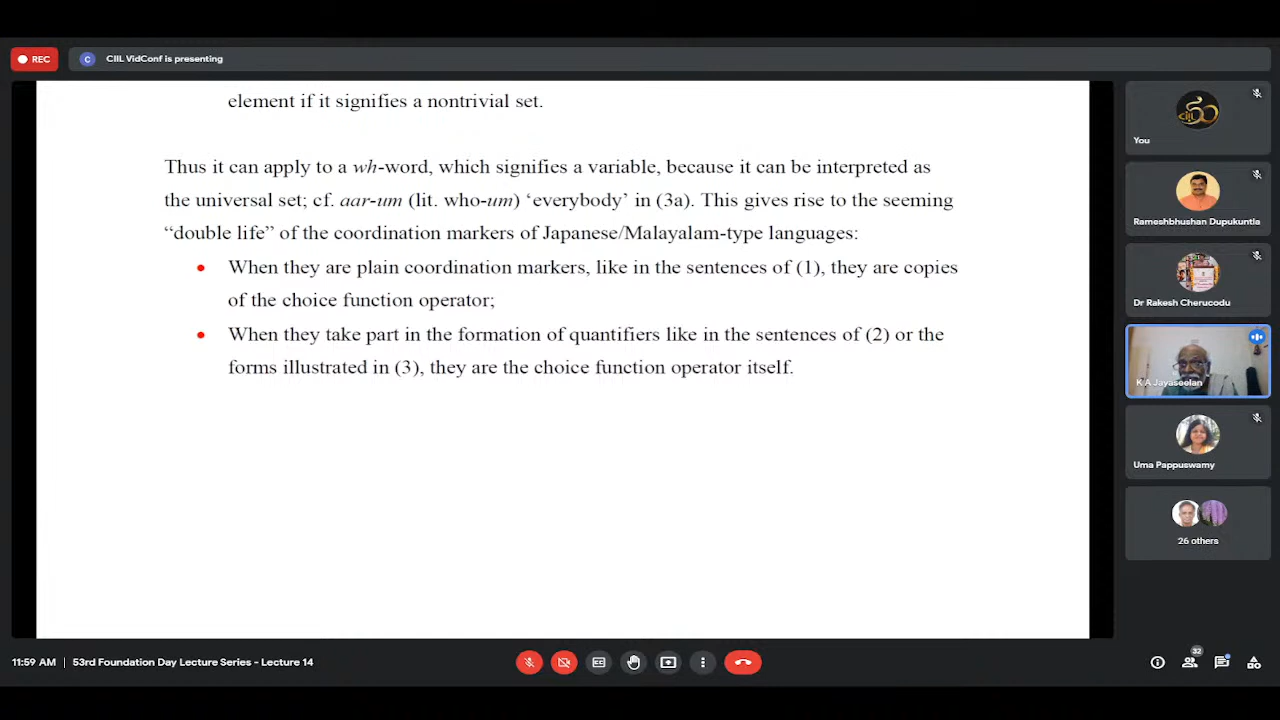 REC
C
CIIL VidConf is presenting
element if it signifies a nontrivial set.
Thus it can apply to a wh-word, which signifies a variable, because it can be interpreted as
the universal set; cf. aar-um (lit. who-um) ‘everybody’ in (3a). This gives rise to the seeming
“double life” of the coordination markers of Japanese/Malayalam-type languages:
• When they are plain coordination markers, like in the sentences of (1), they are copies
of the choice function operator;
• When they take part in the formation of quantifiers like in the sentences of (2) or the
forms illustrated in (3), they are the choice function operator itself.
You
Rameshbhushan Dupukuntla
Dr Rakesh Cherucodu
K A Jayaseelan
Uma Pappuswamy
26 others
11:59 AM | 53rd Foundation Day Lecture Series - Lecture 14
32